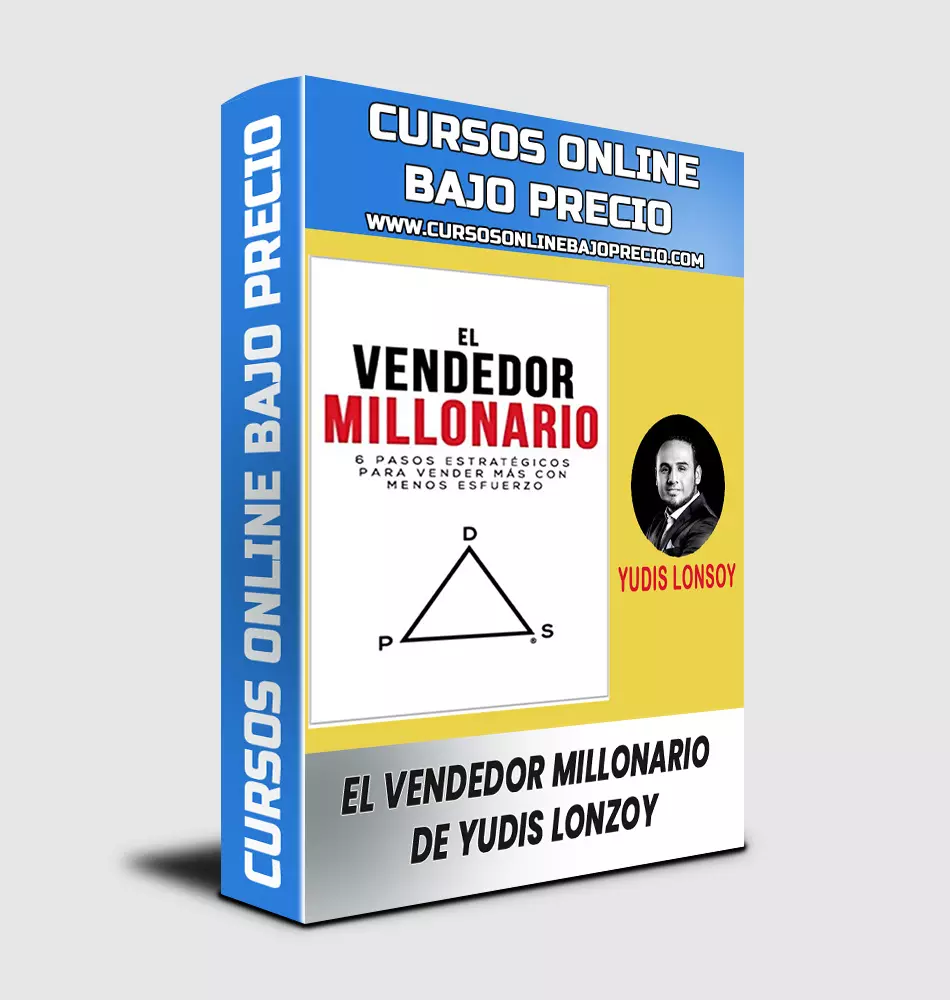 CURSOS ONLINE BAJO PRECIO
CURSOS ONLINE
BAJO PRECIO
WWW.CURSOSONLINEBAJOPRECIO.COM
EL
VENDEDOR
MILLONARIO
6 PASOS ESTRATÉGICOS
PARA VENDER MÁS CON
MENOS ESFUERZO
D
P
S
®
YUDIS LONSOY
EL VENDEDOR MILLONARIO
DE YUDIS LONZOY